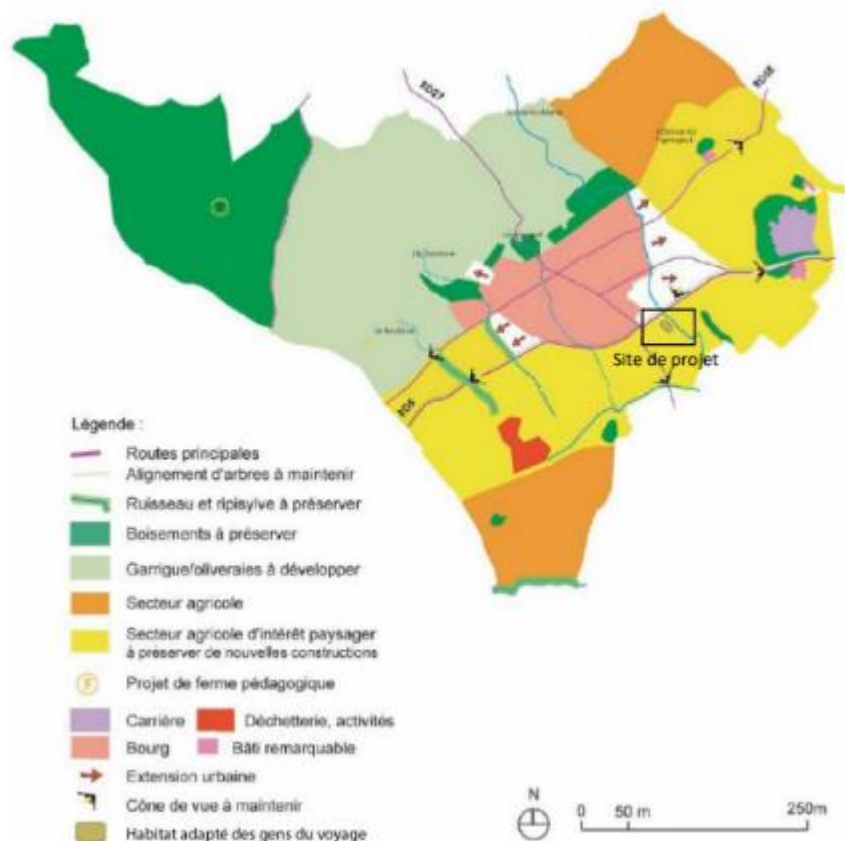 RD27
RD18
Site de projet
RD5
Légende :
Routes principales
Alignement d'arbres à maintenir
Ruisseau et ripisylve à préserver
Boisements à préserver
Garrigue/oliveraies à développer
Secteur agricole
Secteur agricole d'intérêt paysager
à préserver de nouvelles constructions
F Projet de ferme pédagogique
Carrière Déchetterie, activités
Bourg Bâti remarquable
Extension urbaine
Cône de vue à maintenir
Habitat adapté des gens du voyage
N
0 50 m 250m